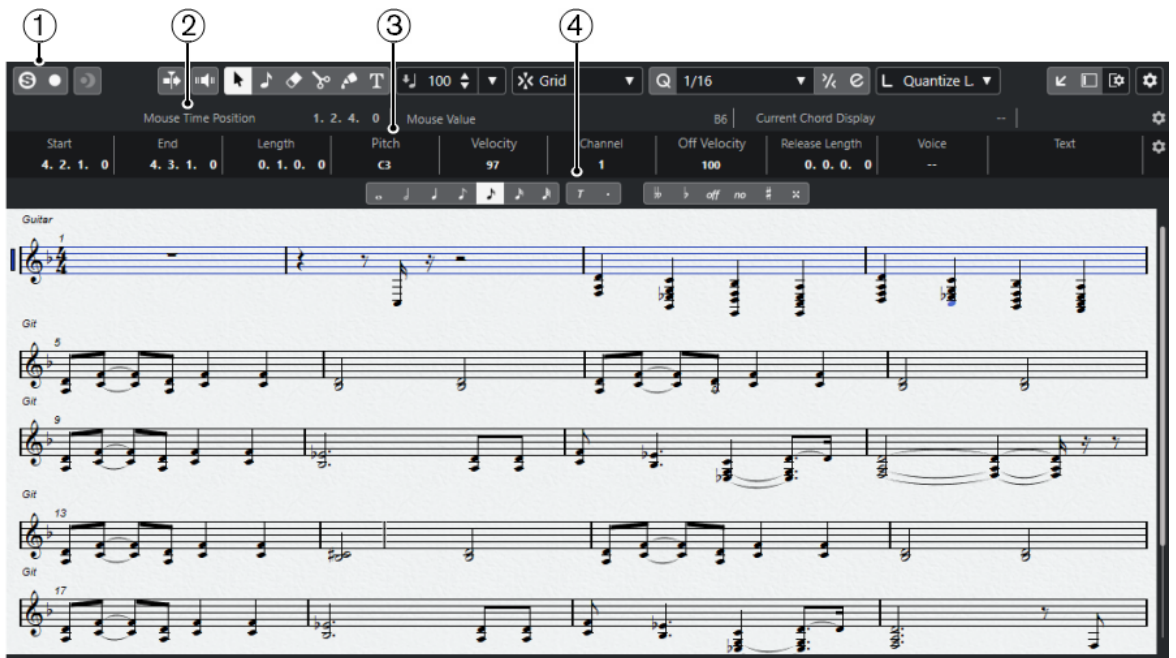 1 2 3 4
S 100 Grid Q 1/16 e L Quantize L.
Mouse Time Position 1. 2. 4. 0 Mouse Value B6 Current Chord Display --
Start End Length Pitch Velocity Channel Off Velocity Release Length Voice Text
4. 2. 1. 0 4. 3. 1. 0 0. 1. 0. 0 C3 97 1 100 0. 0. 0. 0 --
T . off no
Guitar
1
4
4
Git
5
Git
9
Git
13
Git
17